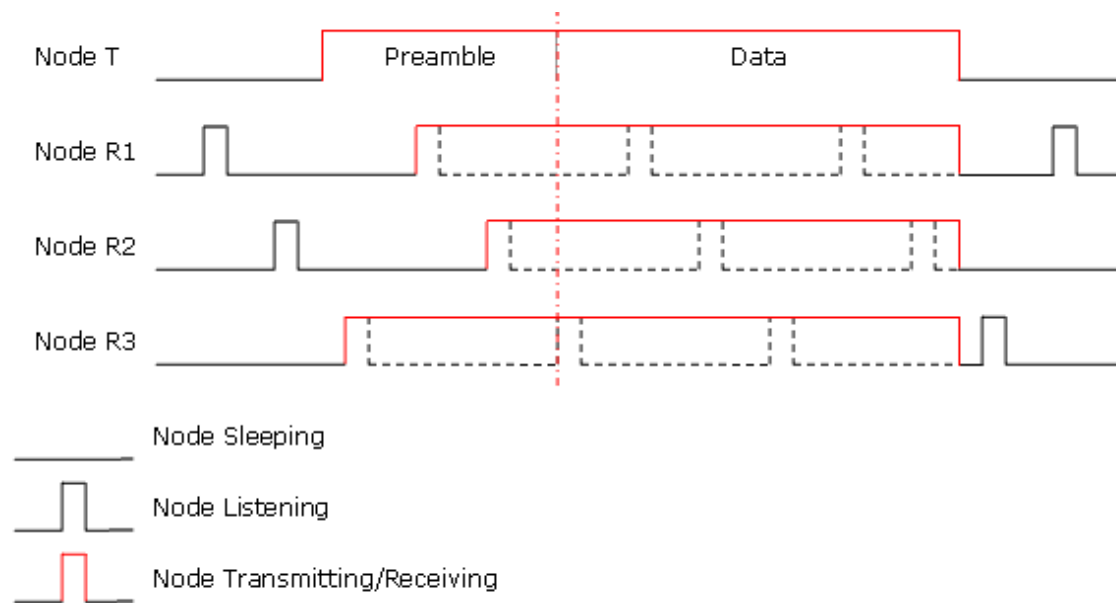 Node T
Preamble
Data
Node R1
Node R2
Node R3
Node Sleeping
Node Listening
Node Transmitting/Receiving